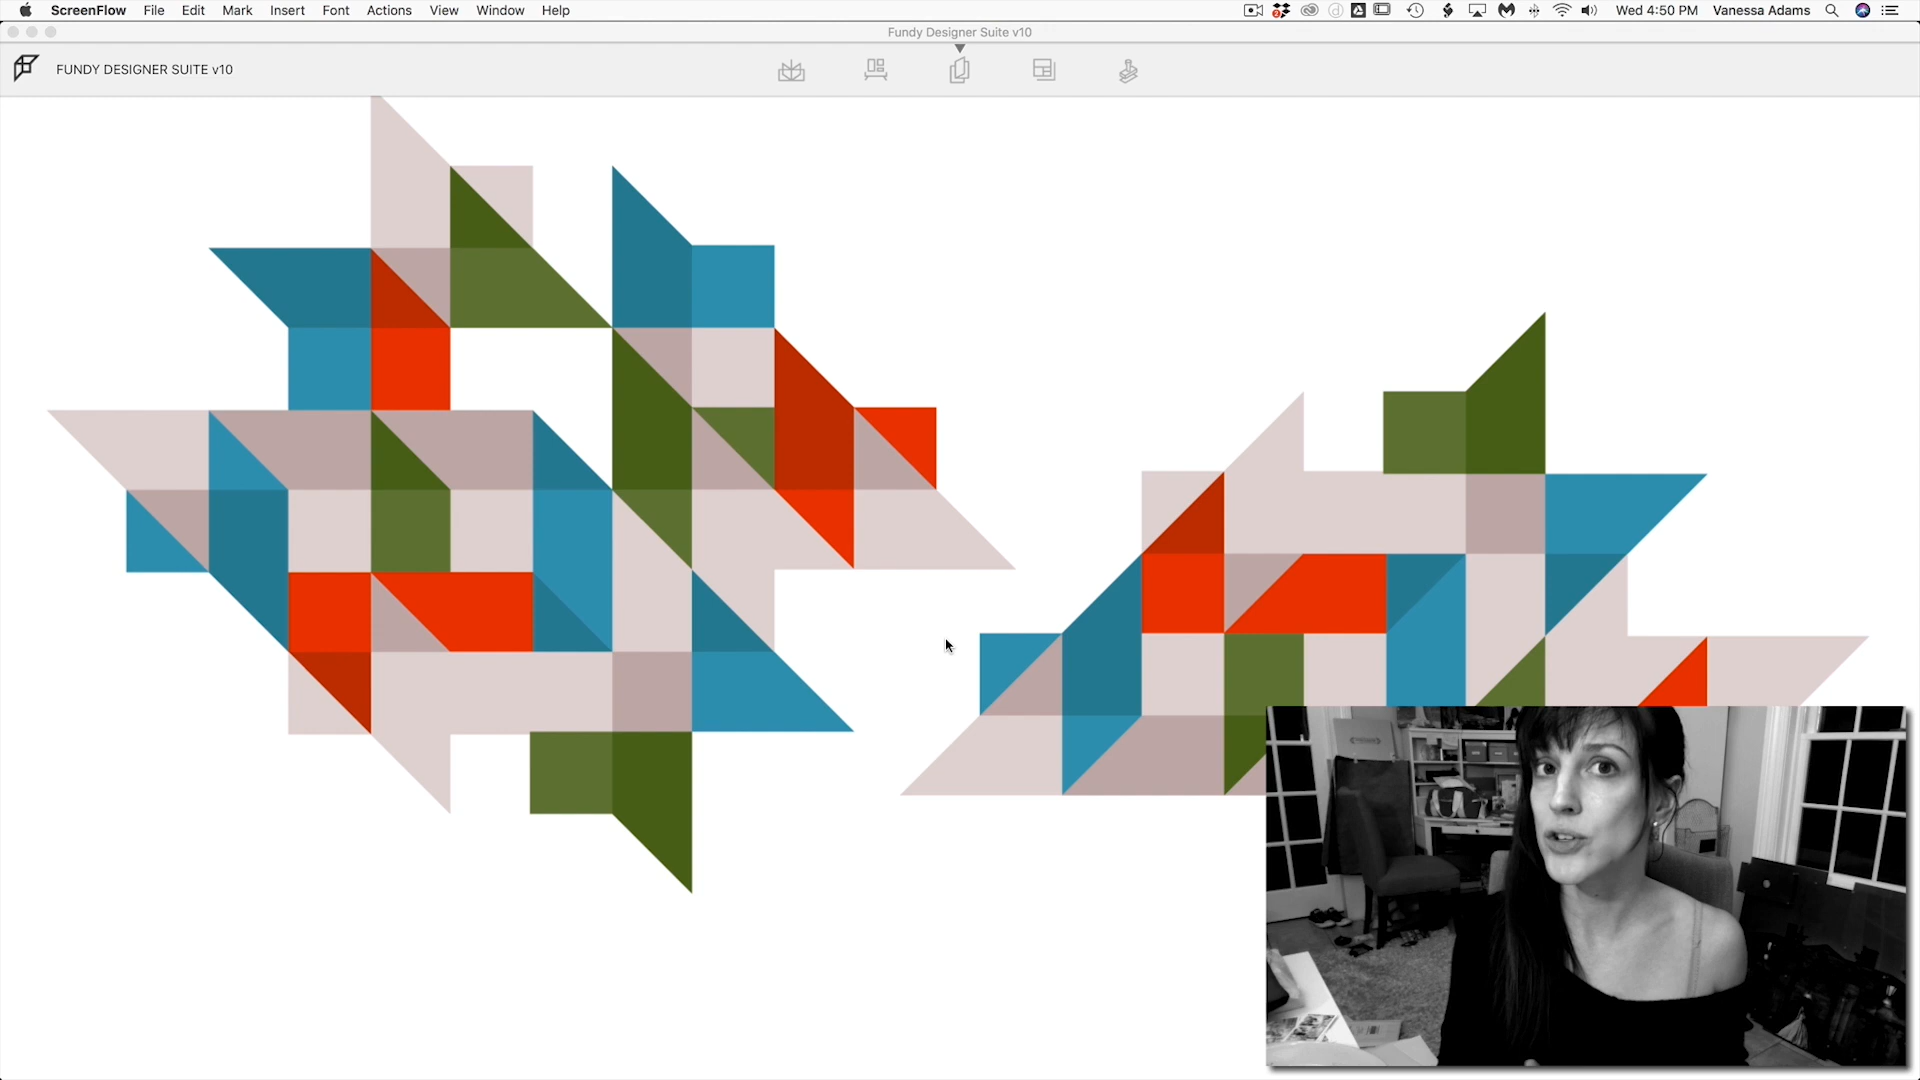 ScreenFlow File Edit Mark Insert Font Actions View Window Help Wed 4:50 PM Vanessa Adams
Fundy Designer Suite v10
FUNDY DESIGNER SUITE v10